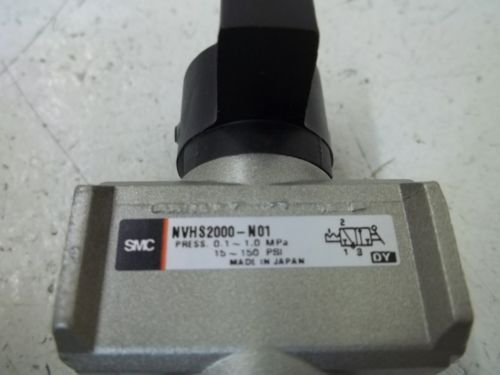 SMC
NVHS2000-N01
PRESS. 0.1~1.0 MPa
15~150 PSI
MADE IN JAPAN
2
1 3
DY